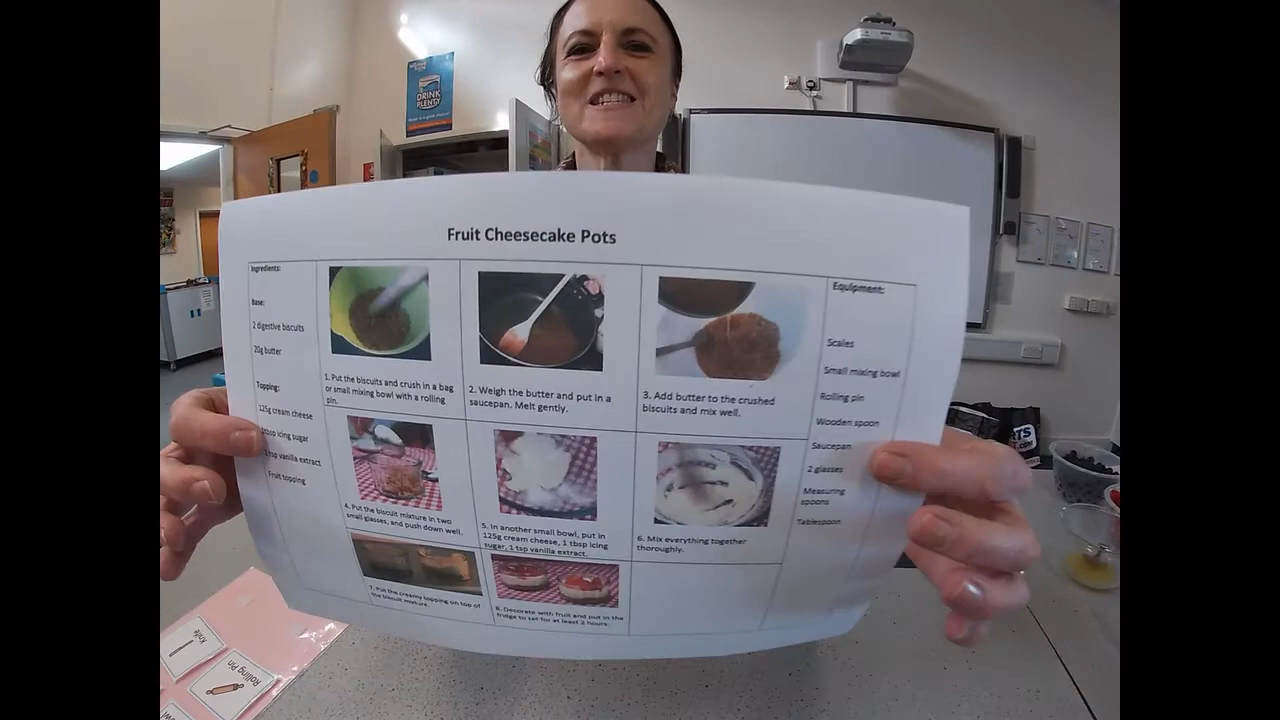 DRINK
PLENTY
Fruit Cheesecake Pots
Ingredients:
Base:
2 digestive biscuits
20g butter
Topping:
125g cream cheese
1tbsp icing sugar
1 tsp vanilla extract
Fruit topping
1. Put the biscuits and crush in a bag
or small mixing bowl with a rolling
pin.
2. Weigh the butter and put in a
saucepan. Melt gently.
3. Add butter to the crushed
biscuits and mix well.
4. Put the biscuit mixture in two
small glasses, and push down well.
5. In another small bowl, put in
125g cream cheese, 1 tbsp icing
sugar, 1 tsp vanilla extract.
6. Mix everything together
thoroughly.
7. Put the creamy topping on top of
the biscuit mixture.
8. Decorate with fruit and put in the
fridge to set for at least 2 hours.
Equipment:
Scales
Small mixing bowl
Rolling pin
Wooden spoon
Saucepan
2 glasses
Measuring
spoons
Tablespoon
Knife
Rolling Pin